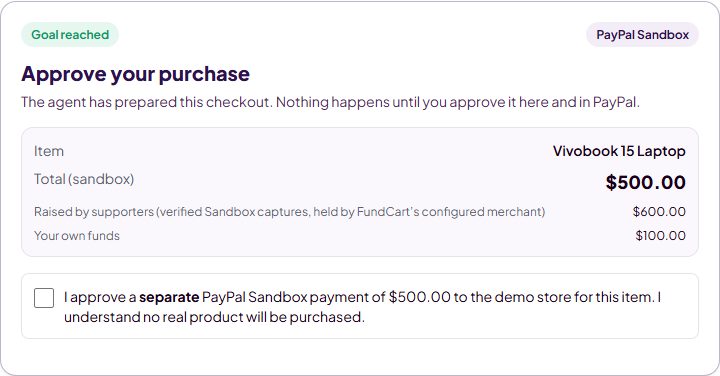 Goal reached
PayPal Sandbox
Approve your purchase
The agent has prepared this checkout. Nothing happens until you approve it here and in PayPal.
Item
Vivobook 15 Laptop
Total (sandbox)
$500.00
Raised by supporters (verified Sandbox captures, held by FundCart's configured merchant)
$600.00
Your own funds
$100.00
I approve a separate PayPal Sandbox payment of $500.00 to the demo store for this item. I
understand no real product will be purchased.